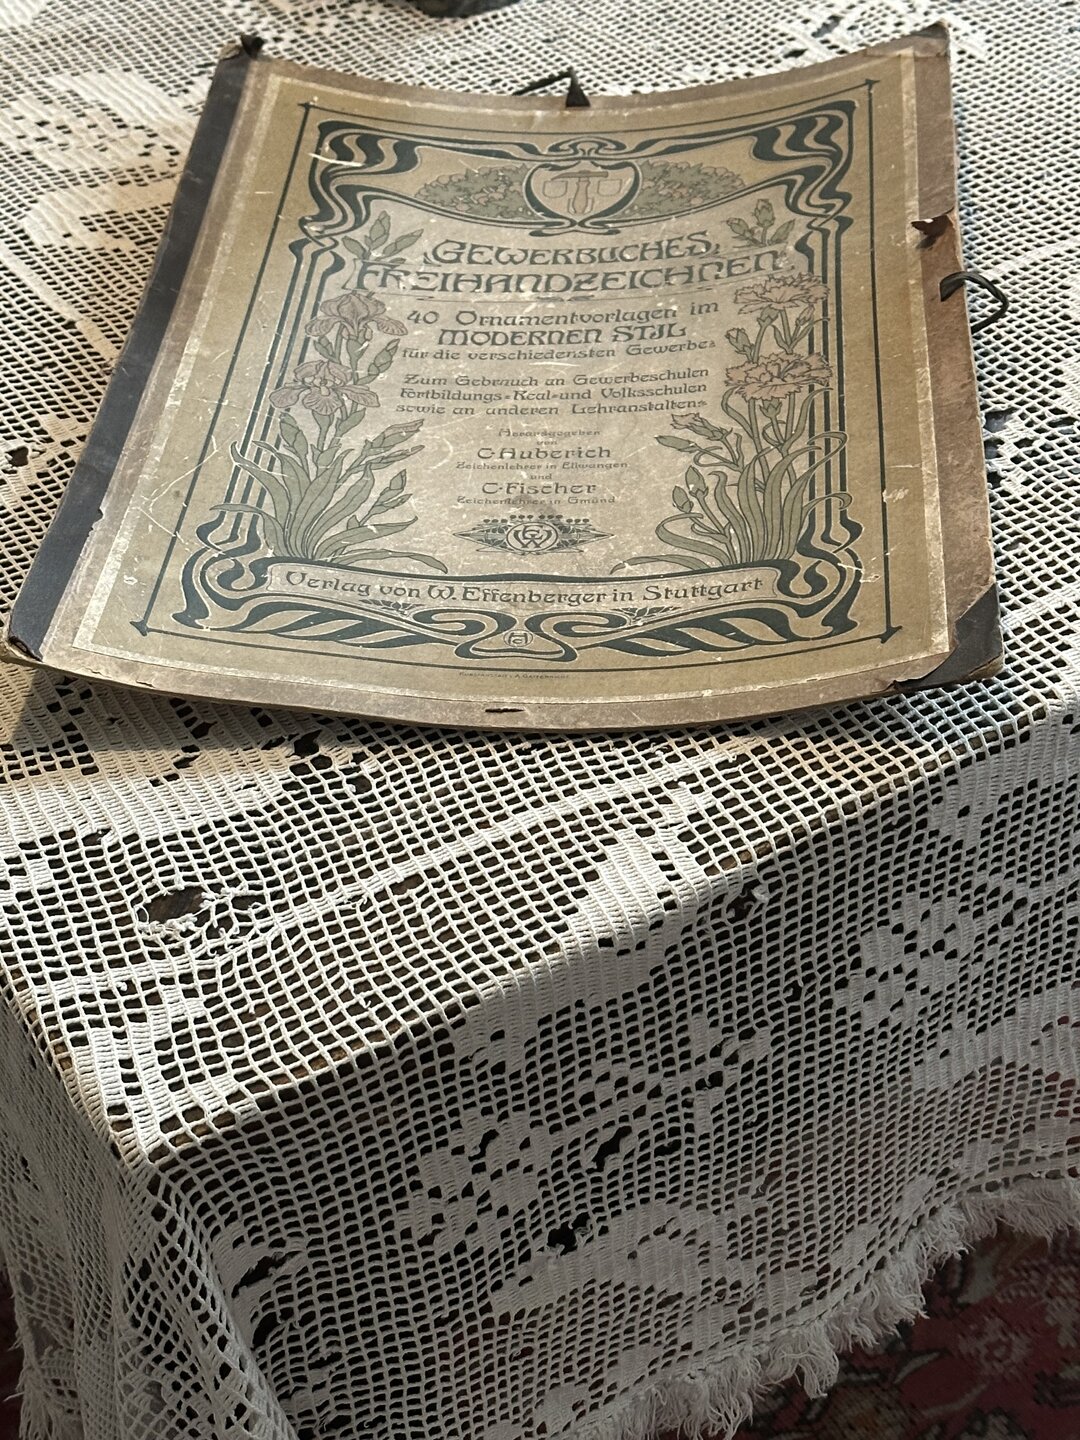 GEWERBLICHES
FREIHANDZEICHNEN
40 Ornamentvorlagen im
MODERNEN STJL
für die verschiedensten Gewerbe
Zum Gebrauch an Gewerbeschulen
Fortbildungs-Real-und Volksschulen
sowie an anderen Lehranstalten
Herausgegeben
von
C. Auberich
Zeichenlehrer in Ellwangen
und
C. Fischer
Zeichenlehrer in Gmünd
Verlag von W. Effenberger in Stuttgart